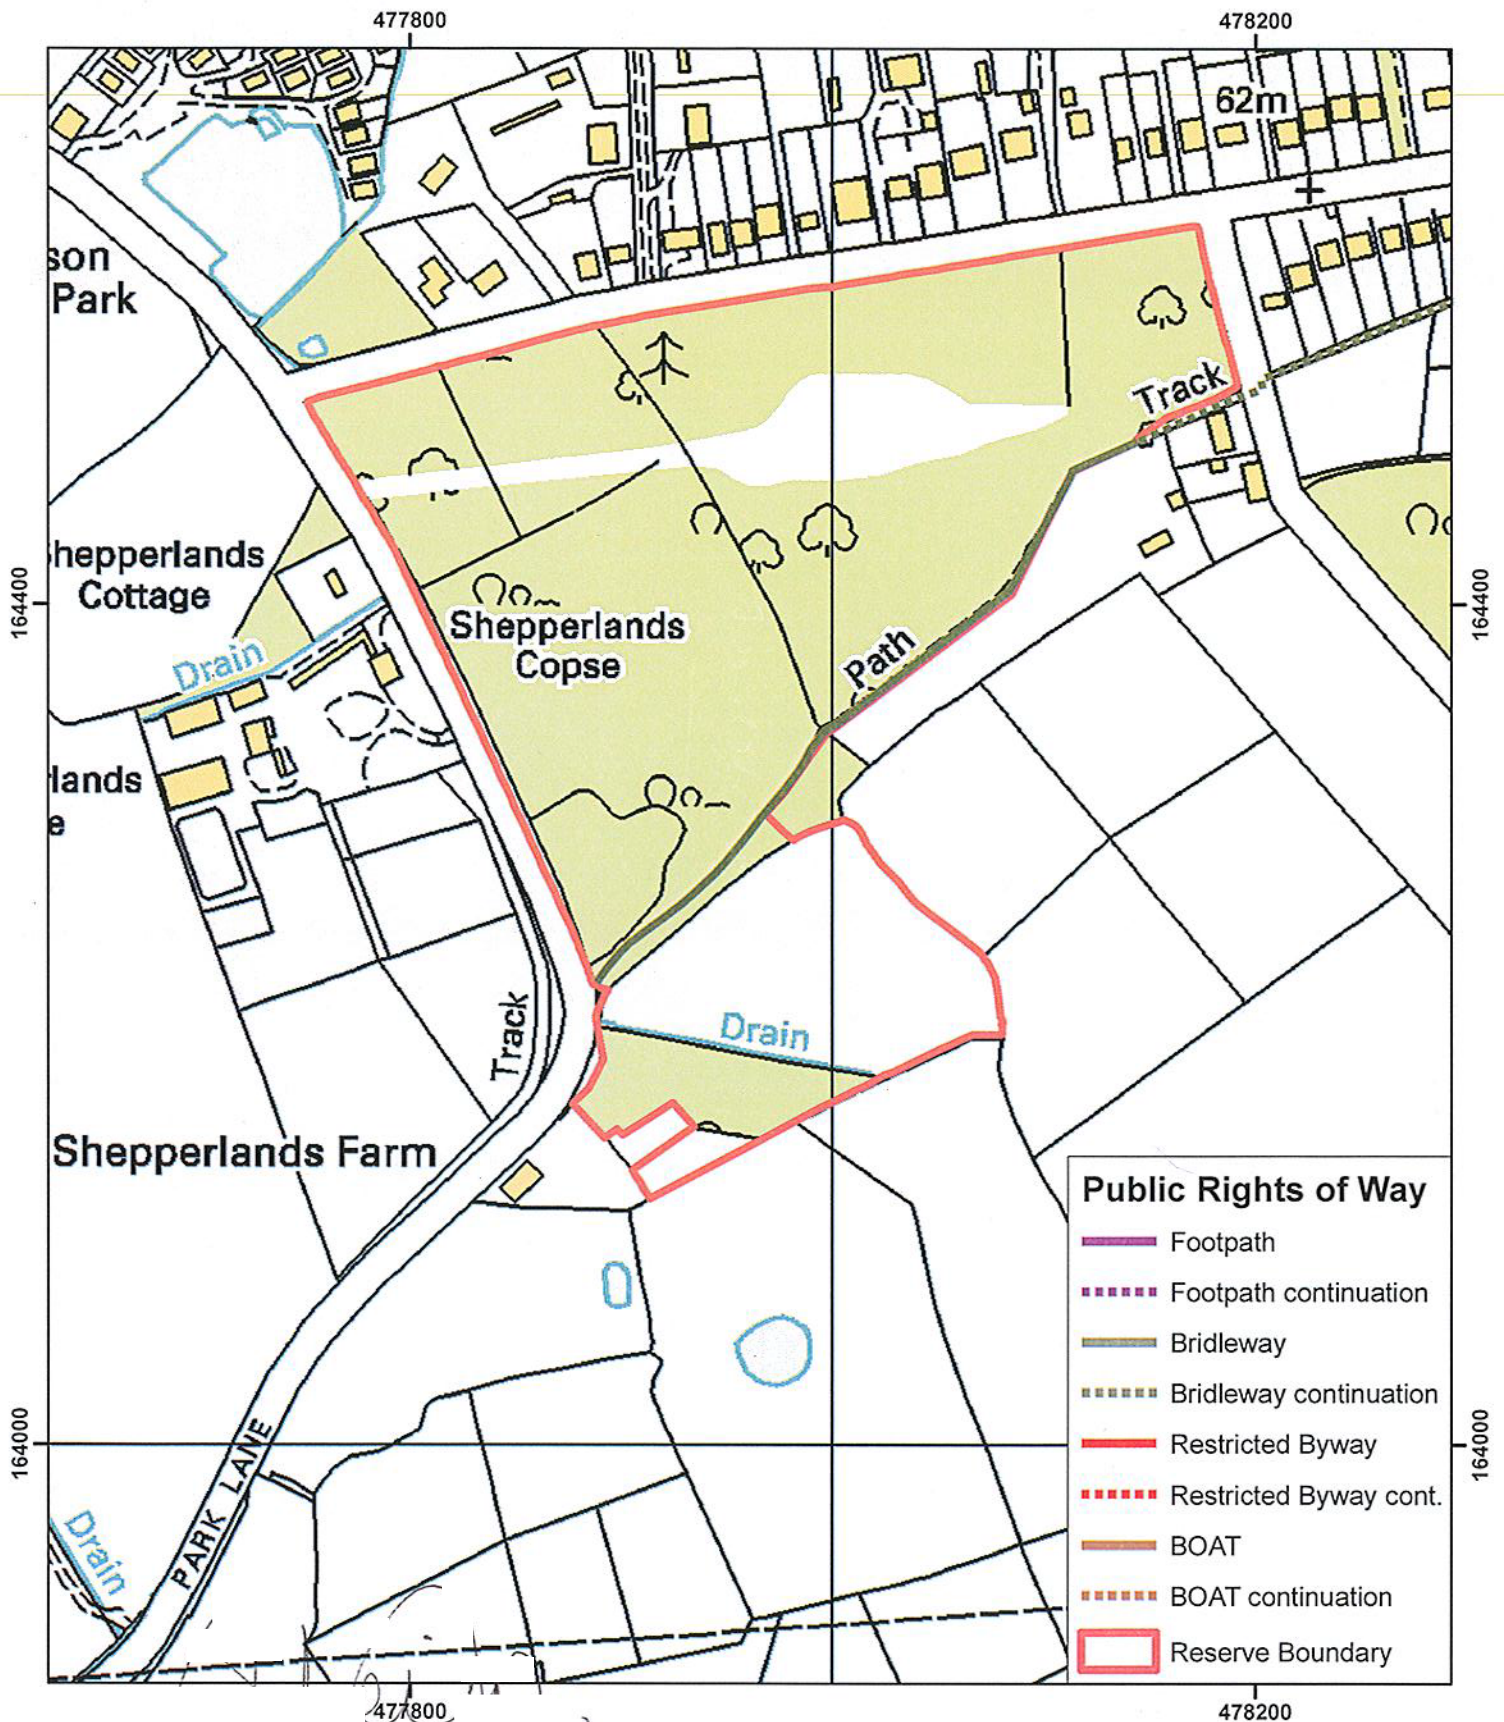 477800
478200
62m
son
Park
Track
Shepperlands
Cottage
164400
164400
Shepperlands
Copse
Drain
Path
lands
e
Drain
Track
Shepperlands Farm
Public Rights of Way
Footpath
Footpath continuation
Bridleway
Bridleway continuation
Restricted Byway
Restricted Byway cont.
BOAT
BOAT continuation
Reserve Boundary
164000
164000
PARK LANE
Drain
477800
478200